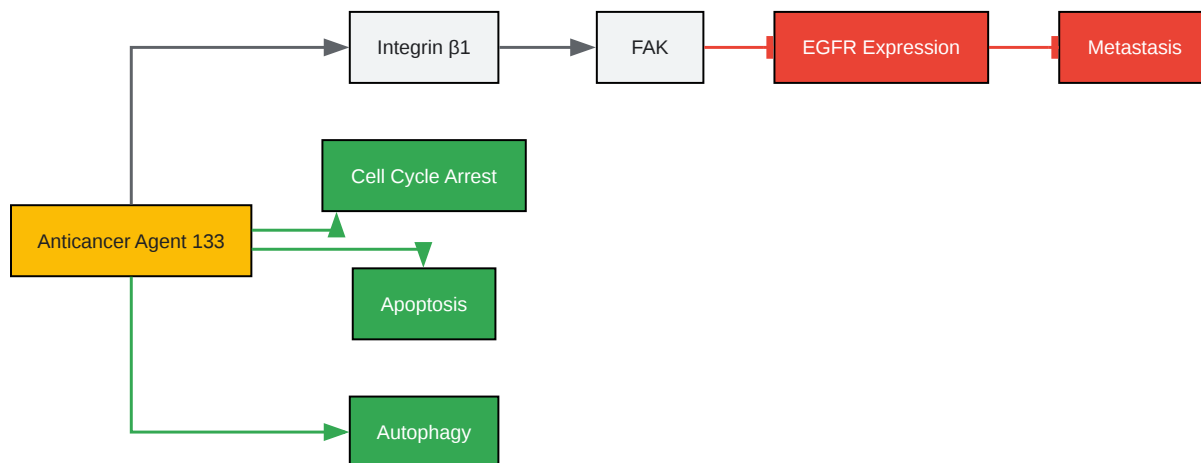 Integrin β1
FAK
EGFR Expression
Metastasis
Cell Cycle Arrest
Anticancer Agent 133
Apoptosis
Autophagy